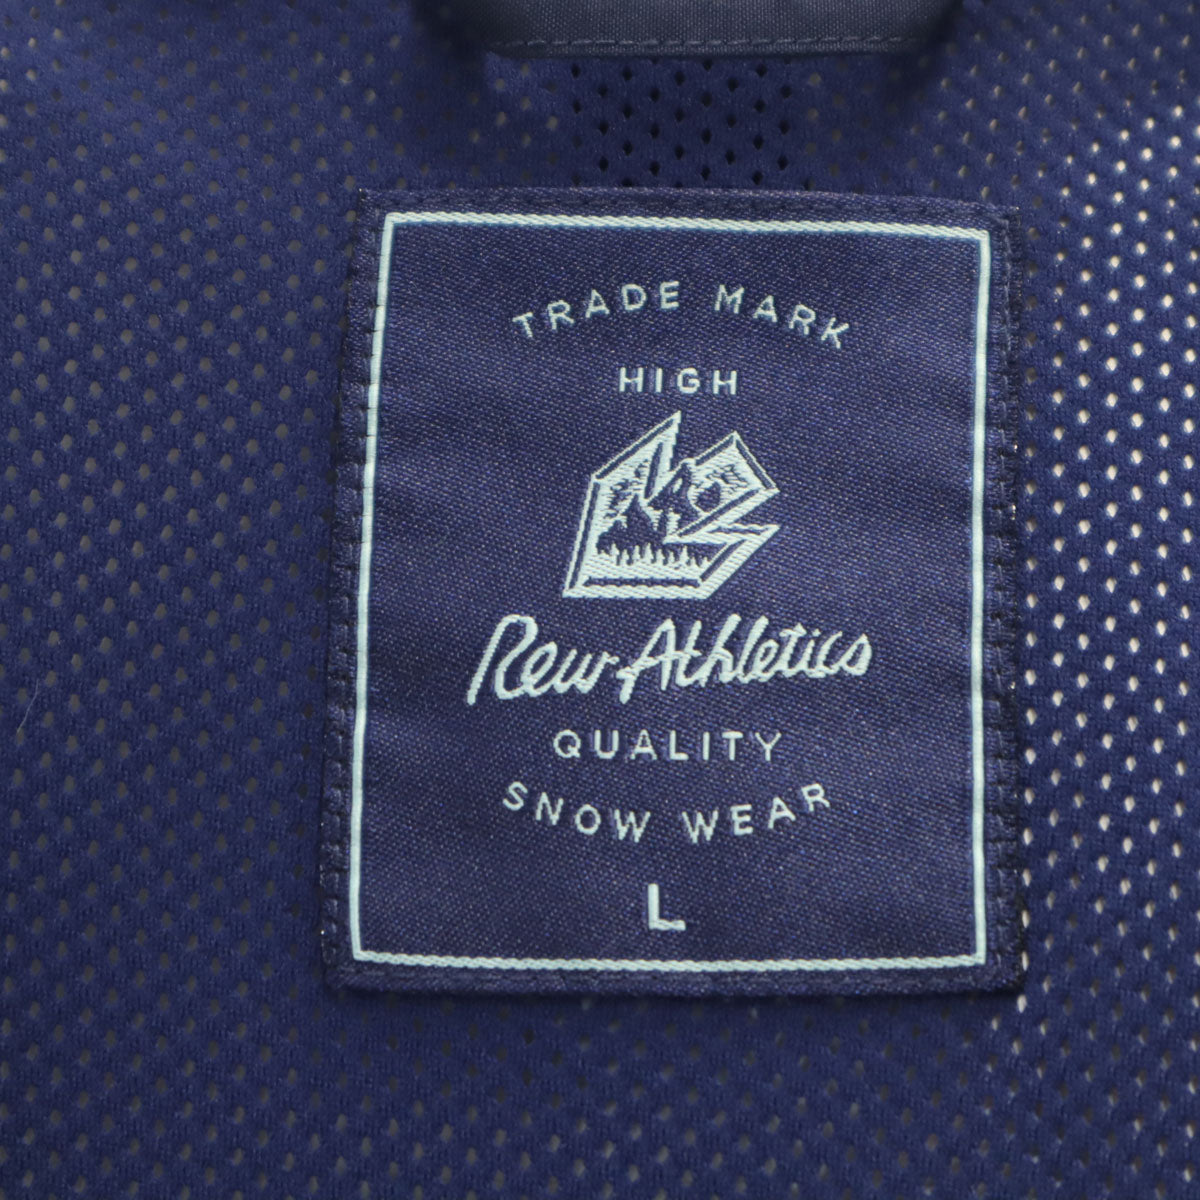 TRADE MARK
HIGH
Rew-Athletics
QUALITY
SNOW WEAR
L